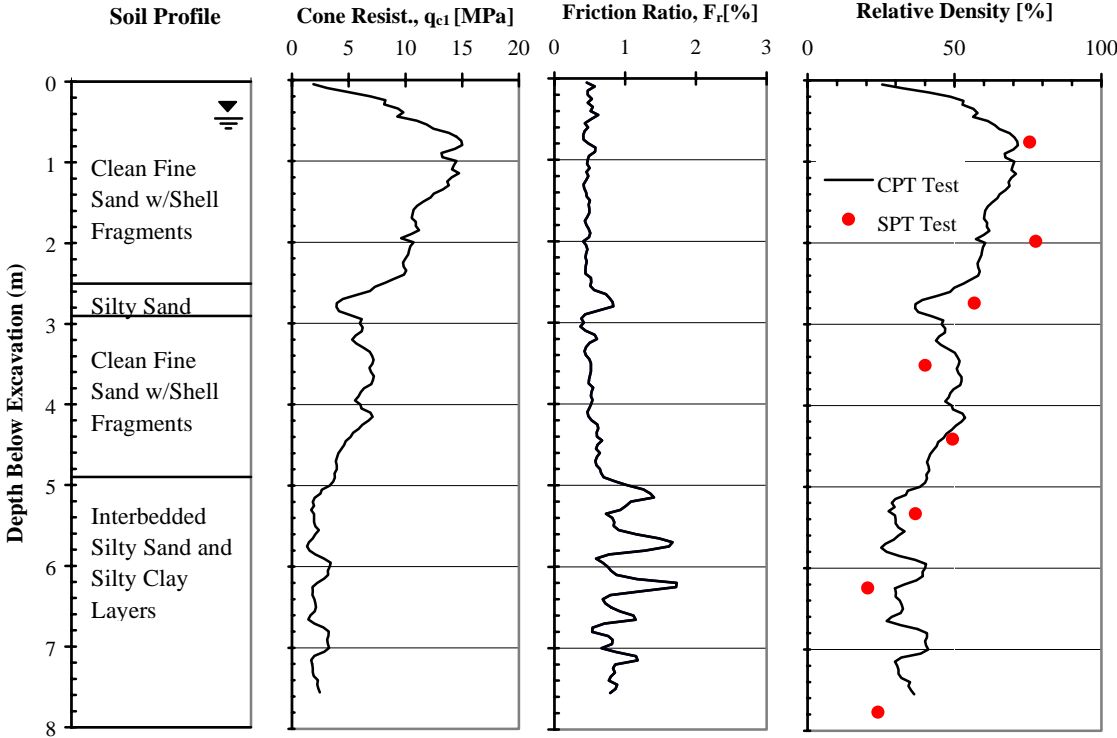 Soil Profile
Cone Resist., qc1 [MPa]
Friction Ratio, Fr[%]
Relative Density [%]
0 5 10 15 20
0 1 2 3
0 50 100
Depth Below Excavation (m)
0
1
2
3
4
5
6
7
8
Clean Fine
Sand w/Shell
Fragments
Silty Sand
Clean Fine
Sand w/Shell
Fragments
Interbedded
Silty Sand and
Silty Clay
Layers
CPT Test
SPT Test